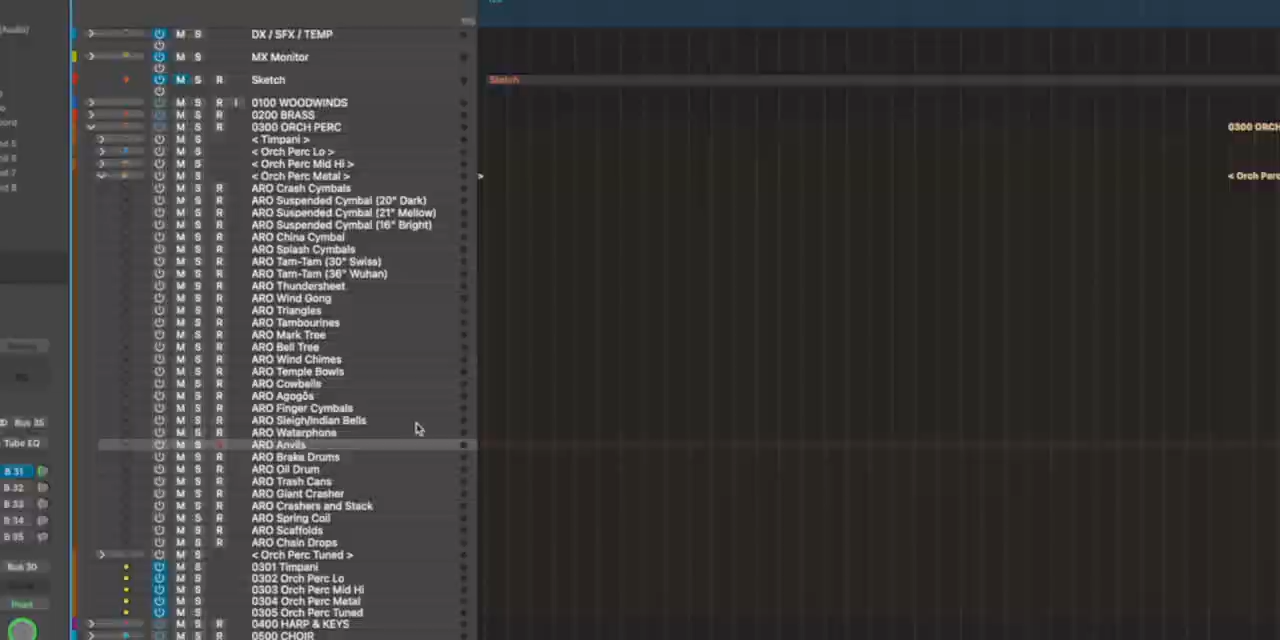 DX / SFX / TEMP
M S
MX Monitor
M S
Sketch
M S R
Sketch
0100 WOODWINDS
M S R I
0200 BRASS
M S R
0300 ORCH PERC
M S R
0300 ORCH
< Timpani >
M S
< Orch Perc Lo >
M S
< Orch Perc Mid Hi >
M S
< Orch Perc Metal >
M S
< Orch Perc
ARO Crash Cymbals
M S R
ARO Suspended Cymbal (20" Dark)
M S R
ARO Suspended Cymbal (21" Mellow)
M S R
ARO Suspended Cymbal (16" Bright)
M S R
ARO China Cymbal
M S R
ARO Splash Cymbals
M S R
ARO Tam-Tam (30" Swiss)
M S R
ARO Tam-Tam (36" Wuhan)
M S R
ARO Thundersheet
M S R
ARO Wind Gong
M S R
ARO Triangles
M S R
ARO Tambourines
M S R
ARO Mark Tree
M S R
ARO Bell Tree
M S R
ARO Wind Chimes
M S R
ARO Temple Bowls
M S R
ARO Cowbells
M S R
ARO Agogôs
M S R
ARO Finger Cymbals
M S R
ARO Sleigh/Indian Bells
M S R
ARO Waterphone
M S R
ARO Anvils
M S R
ARO Brake Drums
M S R
ARO Oil Drum
M S R
ARO Trash Cans
M S R
ARO Giant Crasher
M S R
ARO Crashers and Stack
M S R
ARO Spring Coil
M S R
ARO Scaffolds
M S R
ARO Chain Drops
M S R
< Orch Perc Tuned >
M S
0301 Timpani
M S
0302 Orch Perc Lo
M S
0303 Orch Perc Mid Hi
M S
0304 Orch Perc Metal
M S
0305 Orch Perc Tuned
M S
0400 HARP & KEYS
M S R
0500 CHOIR
M S R
Bus 35
Tube EQ
B 31
B 32
B 33
B 34
B 35
Bus 30